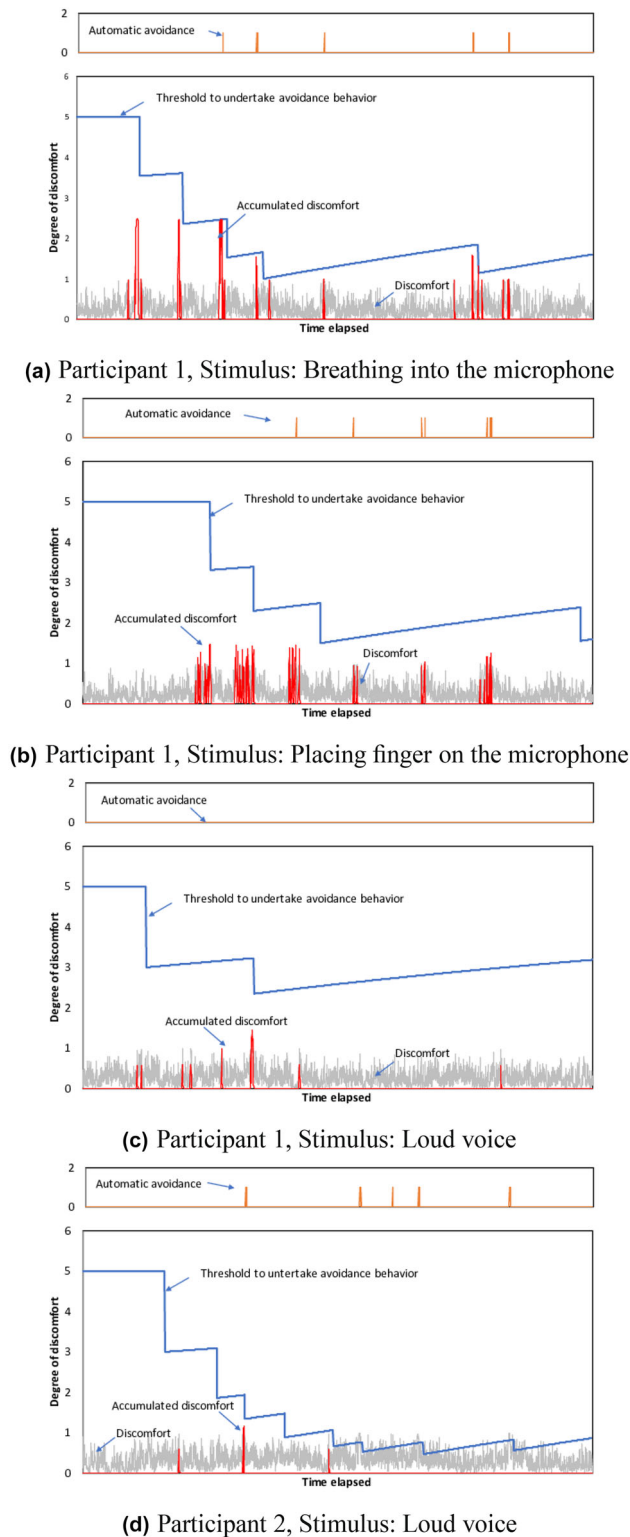 2
Automatic avoidance
0
6
Threshold to undertake avoidance behavior
5
4
Degree of discomfort
3
Accumulated discomfort
2
Discomfort
1
0
Time elapsed
(a) Participant 1, Stimulus: Breathing into the microphone
2
Automatic avoidance
0
6
5
Threshold to undertake avoidance behavior
4
Degree of discomfort
3
2
Accumulated discomfort
Discomfort
1
0
Time elapsed
(b) Participant 1, Stimulus: Placing finger on the microphone
2
Automatic avoidance
0
6
5
Threshold to undertake avoidance behavior
4
Degree of discomfort
3
2
Accumulated discomfort
1
Discomfort
0
Time elapsed
(c) Participant 1, Stimulus: Loud voice
2
Automatic avoidance
0
6
5
Threshold to untertake avoidance behavior
4
Degree of discomfort
3
2
Accumulated discomfort
1
Discomfort
0
Time elapsed
(d) Participant 2, Stimulus: Loud voice